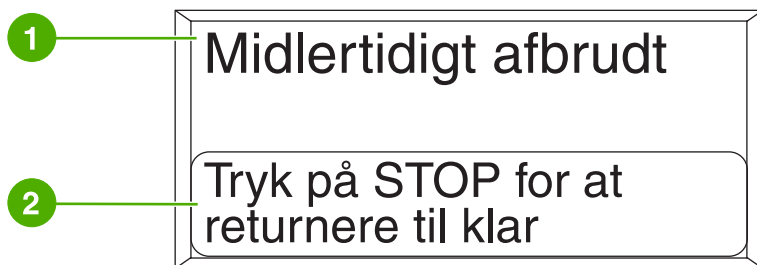 1
Midlertidigt afbrudt
2
Tryk på STOP for at
returnere til klar